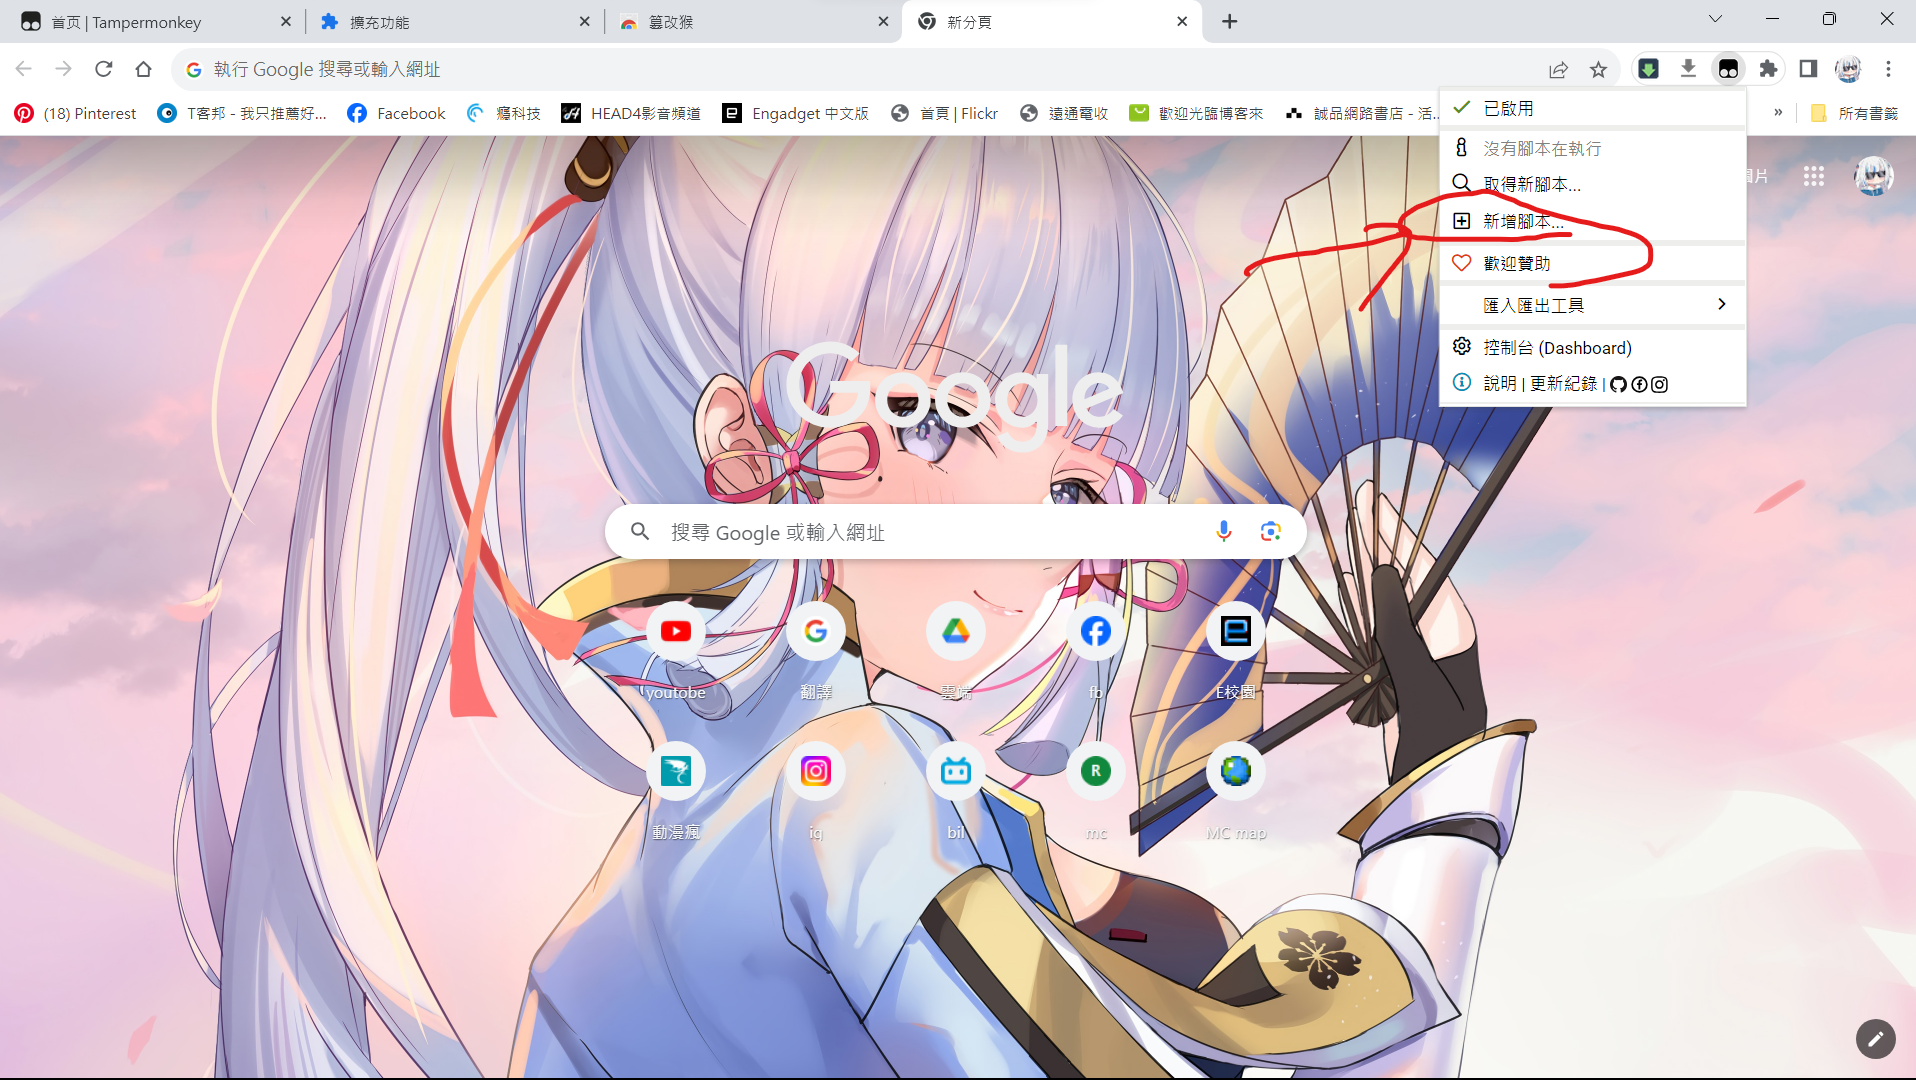 首页 | Tampermonkey
擴充功能
篡改猴
新分頁
執行 Google 搜尋或輸入網址
(18) Pinterest
T客邦 - 我只推薦好...
Facebook
癮科技
HEAD4影音頻道
Engadget 中文版
首頁 | Flickr
遠通電收
歡迎光臨博客來
誠品網路書店 - 活...
»
所有書籤
已啟用
沒有腳本在執行
取得新腳本...
新增腳本...
歡迎贊助
匯入匯出工具
控制台 (Dashboard)
說明 | 更新紀錄 |
圖片
Google
搜尋 Google 或輸入網址
youtobe
翻譯
雲端
fb
E校園
動漫瘋
iq
bil
R
mc
MC map